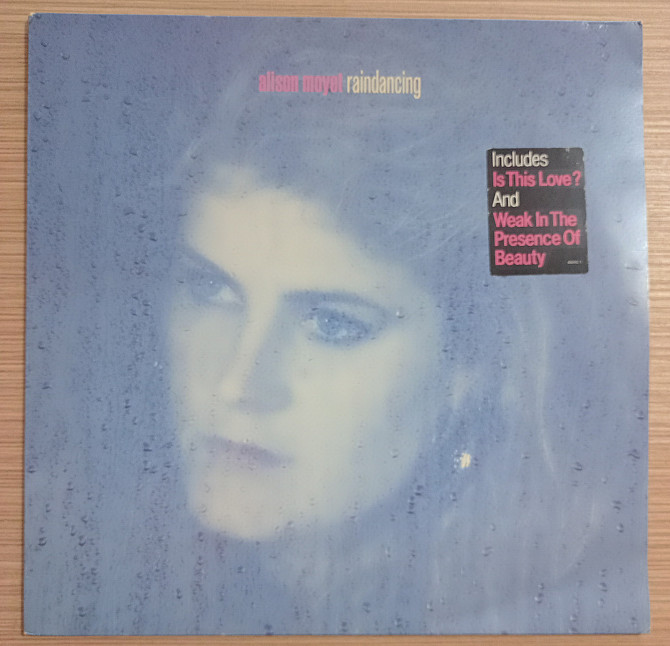 alison moyet raindancing
Includes
Is This Love?
And
Weak In The
Presence Of
Beauty